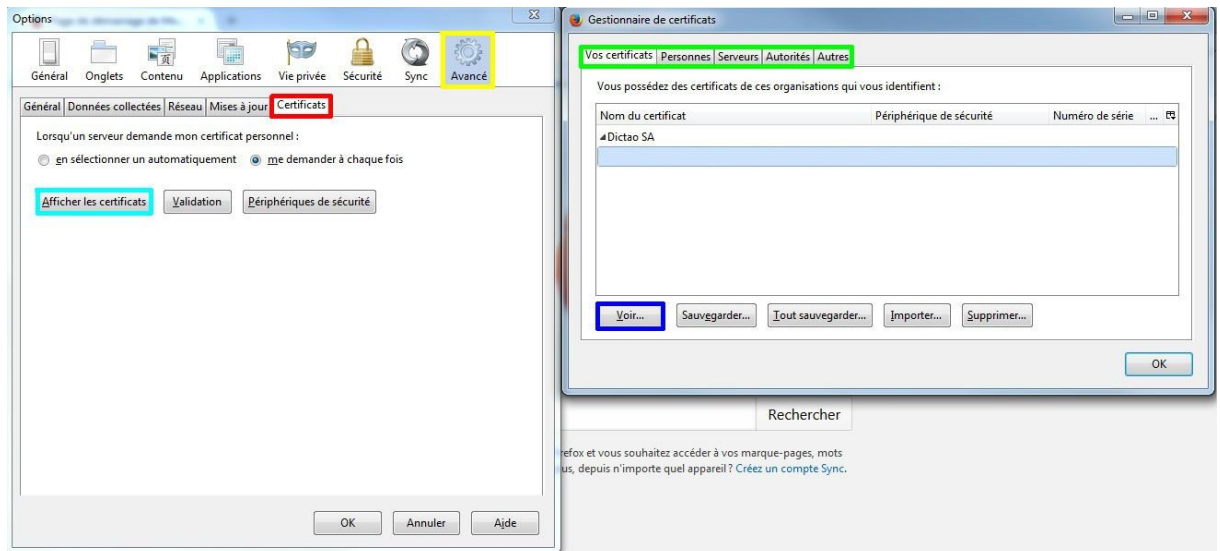 Options
Général Onglets Contenu Applications Vie privée Sécurité Sync Avancé
Général Données collectées Réseau Mises à jour Certificats
Lorsqu'un serveur demande mon certificat personnel :
en sélectionner un automatiquement me demander à chaque fois
Afficher les certificats Validation Périphériques de sécurité
OK Annuler Aide
Gestionnaire de certificats
Vos certificats Personnes Serveurs Autorités Autres
Vous possédez des certificats de ces organisations qui vous identifient :
Nom du certificat Périphérique de sécurité Numéro de série ...
Dictao SA
Voir... Sauvegarder... Tout sauvegarder... Importer... Supprimer...
OK
Rechercher
refox et vous souhaitez accéder à vos marque-pages, mots
us, depuis n'importe quel appareil ? Créez un compte Sync.